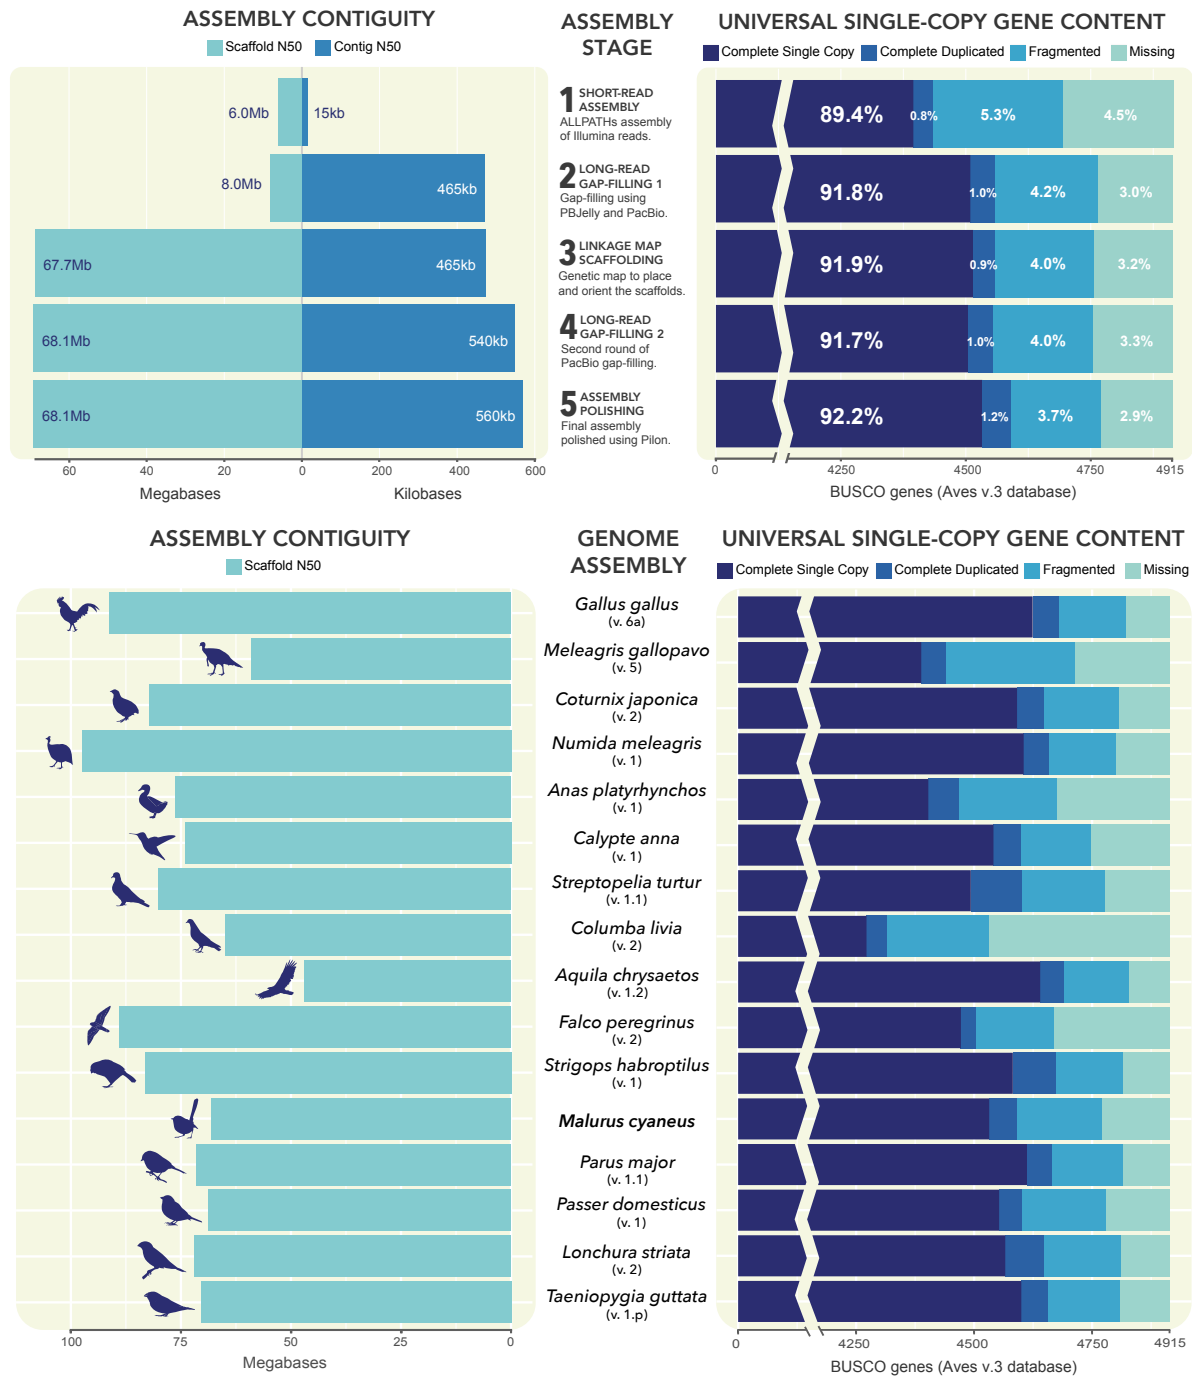 ASSEMBLY CONTIGUITY
Scaffold N50 Contig N50
6.0Mb 15kb
8.0Mb 465kb
67.7Mb 465kb
68.1Mb 540kb
68.1Mb 560kb
60 40 20 0 200 400 600
Megabases Kilobases
ASSEMBLY
STAGE
1 SHORT-READ
ASSEMBLY
ALLPATHs assembly
of Illumina reads.
2 LONG-READ
GAP-FILLING 1
Gap-filling using
PBJelly and PacBio.
3 LINKAGE MAP
SCAFFOLDING
Genetic map to place
and orient the scaffolds.
4 LONG-READ
GAP-FILLING 2
Second round of
PacBio gap-filling.
5 ASSEMBLY
POLISHING
Final assembly
polished using Pilon.
UNIVERSAL SINGLE-COPY GENE CONTENT
Complete Single Copy Complete Duplicated Fragmented Missing
89.4% 0.8% 5.3% 4.5%
91.8% 1.0% 4.2% 3.0%
91.9% 0.9% 4.0% 3.2%
91.7% 1.0% 4.0% 3.3%
92.2% 1.2% 3.7% 2.9%
0 4250 4500 4750 4915
BUSCO genes (Aves v.3 database)
ASSEMBLY CONTIGUITY
Scaffold N50
100 75 50 25 0
Megabases
GENOME
ASSEMBLY
Gallus gallus
(v. 6a)
Meleagris gallopavo
(v. 5)
Coturnix japonica
(v. 2)
Numida meleagris
(v. 1)
Anas platyrhynchos
(v. 1)
Calypte anna
(v. 1)
Streptopelia turtur
(v. 1.1)
Columba livia
(v. 2)
Aquila chrysaetos
(v. 1.2)
Falco peregrinus
(v. 2)
Strigops habroptilus
(v. 1)
Malurus cyaneus
Parus major
(v. 1.1)
Passer domesticus
(v. 1)
Lonchura striata
(v. 2)
Taeniopygia guttata
(v. 1.p)
UNIVERSAL SINGLE-COPY GENE CONTENT
Complete Single Copy Complete Duplicated Fragmented Missing
0 4250 4500 4750 4915
BUSCO genes (Aves v.3 database)